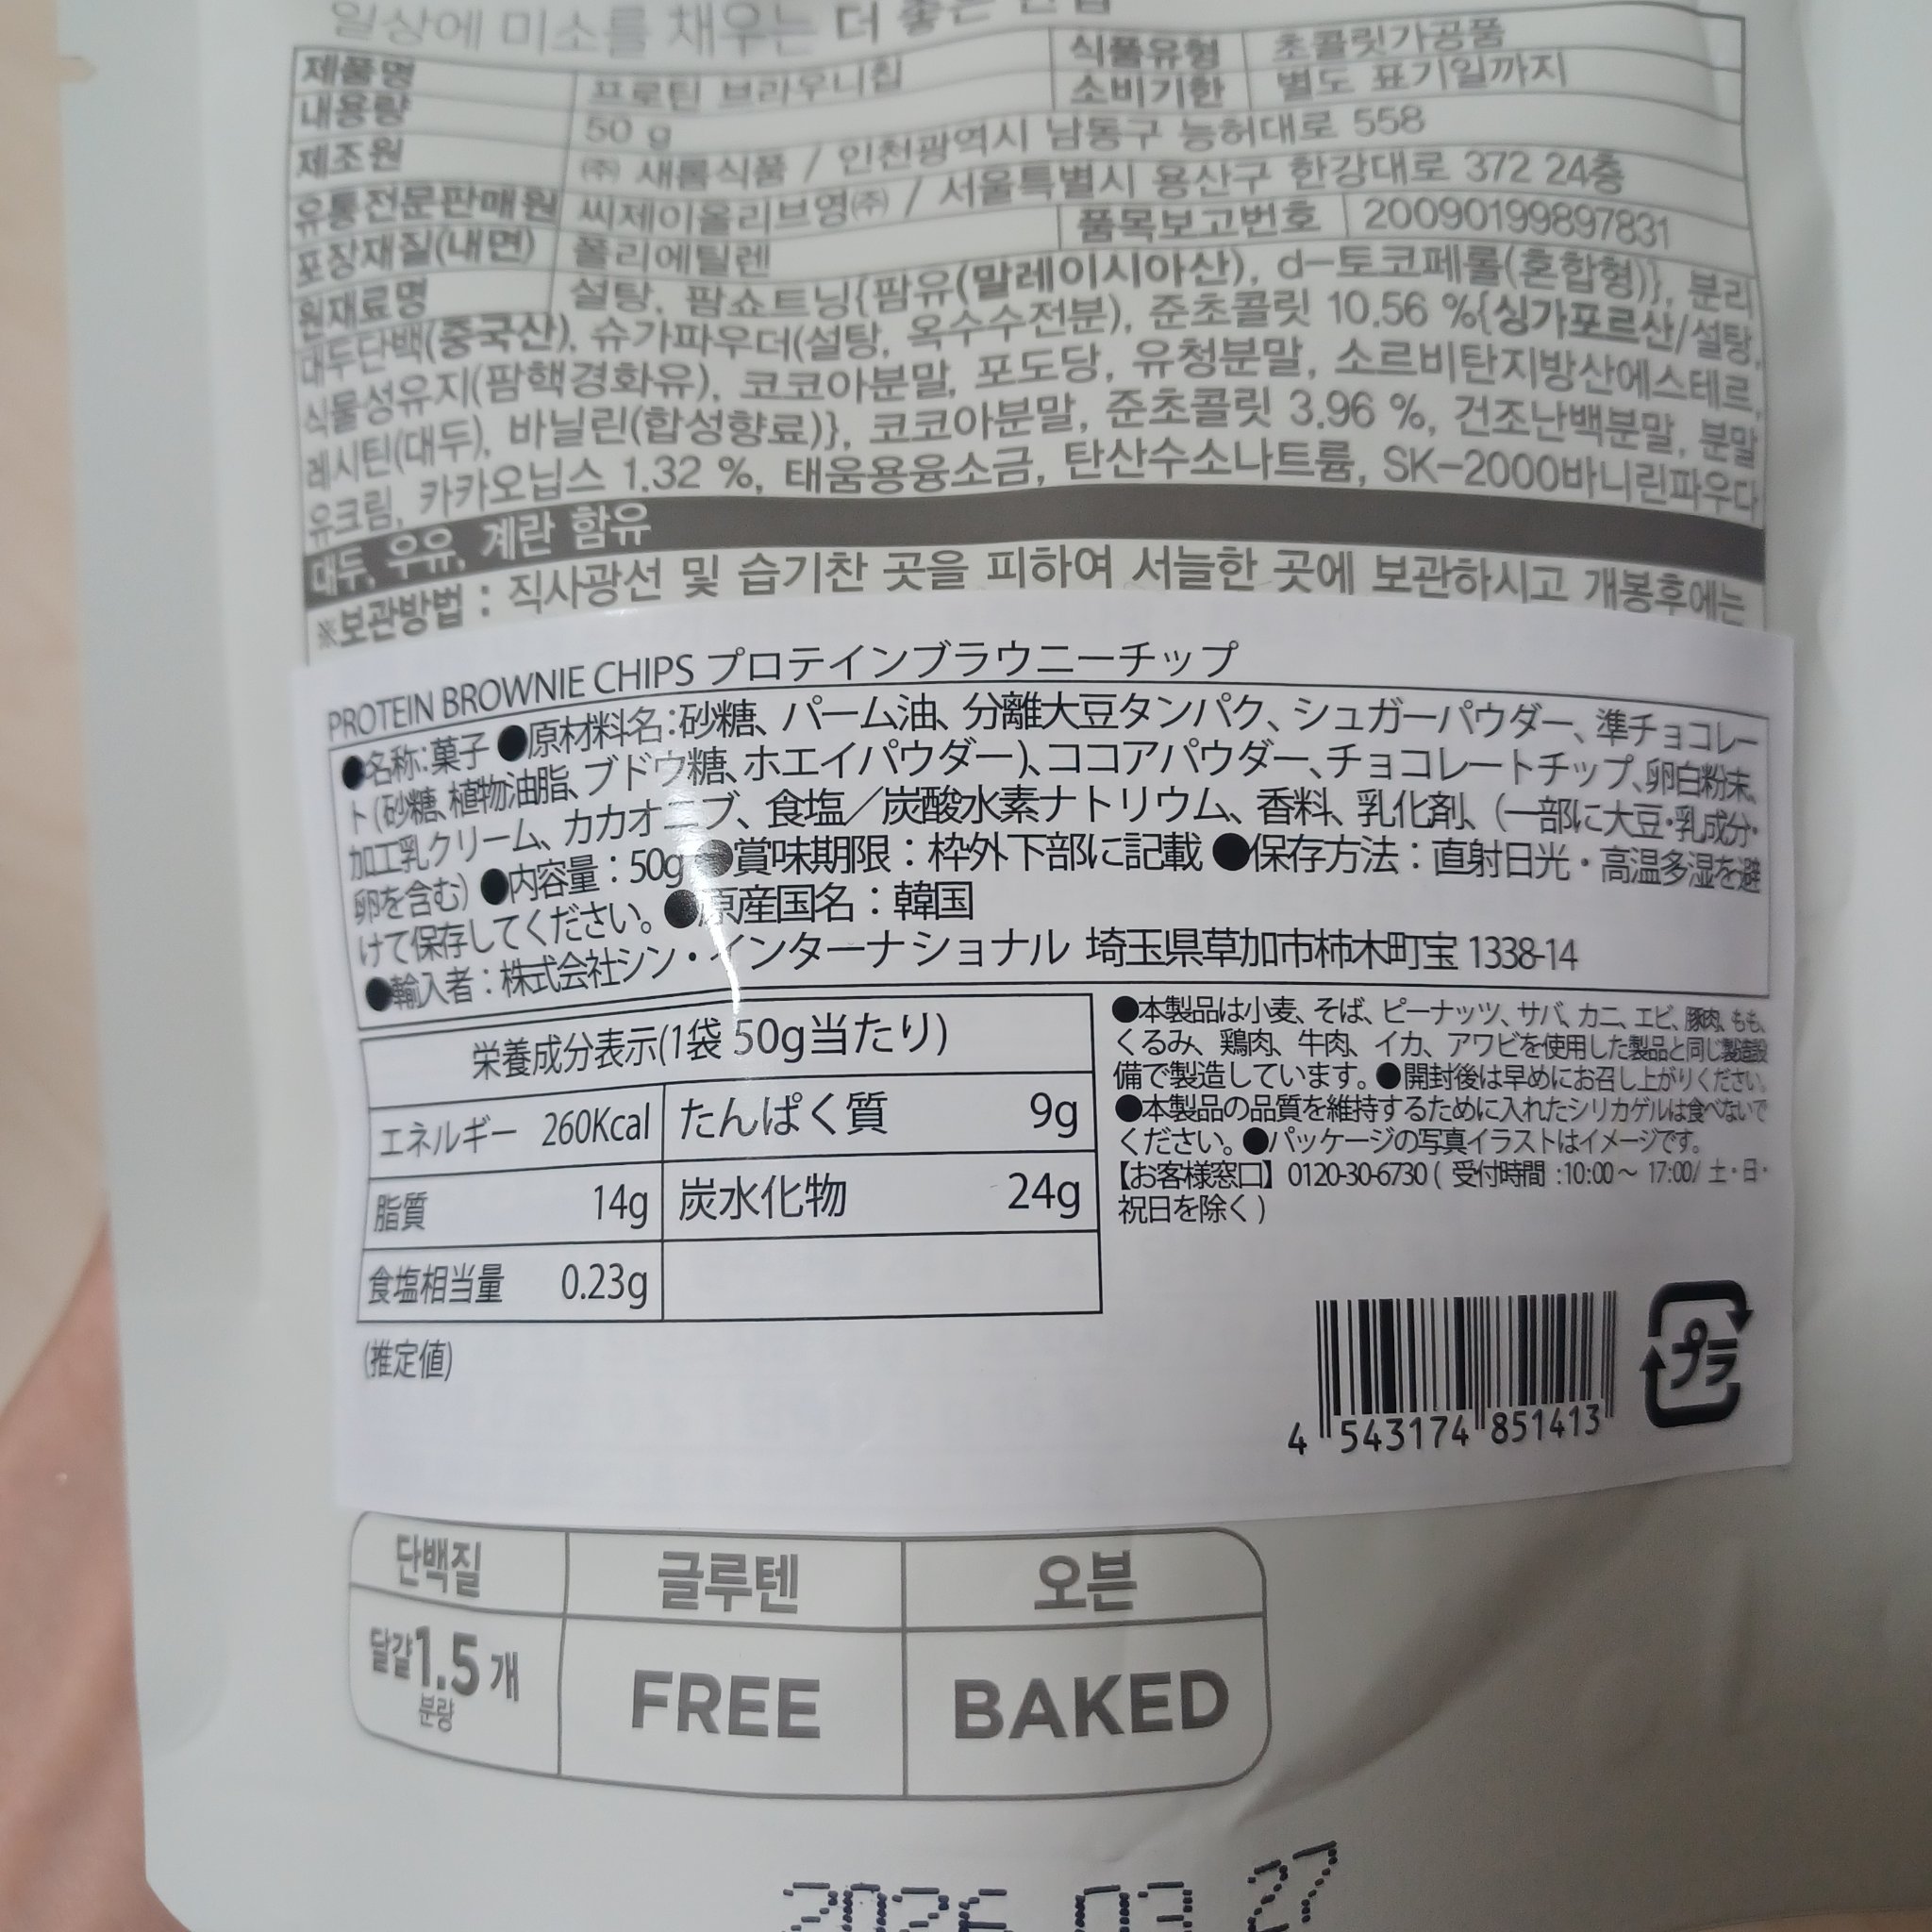 일상에 미소를 채우는 더 좋은
제품명 프로틴 브라우니칩 식품유형 초콜릿가공품
내용량 50 g 소비기한 별도 표기일까지
제조원 ㈜ 새롬식품 / 인천광역시 남동구 능허대로 558
유통전문판매원 씨제이올리브영㈜ / 서울특별시 용산구 한강대로 372 24층
포장재질(내면) 폴리에틸렌 품목보고번호 20090199897831
원재료명 설탕, 팜쇼트닝{팜유(말레이시아산), d-토코페롤(혼합형)}, 분리
대두단백(중국산), 슈가파우더(설탕, 옥수수전분), 준초콜릿 10.56 %{싱가포르산/설탕,
식물성유지(팜핵경화유), 코코아분말, 포도당, 유청분말, 소르비탄지방산에스테르,
레시틴(대두), 바닐린(합성향료)}, 코코아분말, 준초콜릿 3.96 %, 건조난백분말, 분말
유크림, 카카오닙스 1.32 %, 태움용융소금, 탄산수소나트륨, SK-2000바니린파우다
대두, 우유, 계란 함유
※보관방법 : 직사광선 및 습기찬 곳을 피하여 서늘한 곳에 보관하시고 개봉후에는
PROTEIN BROWNIE CHIPS プロテインブラウニーチップ
●名称:菓子 ●原材料名:砂糖、パーム油、分離大豆タンパク、シュガーパウダー、準チョコレー
ト(砂糖、植物油脂、ブドウ糖、ホエイパウダー)、ココアパウダー、チョコレートチップ、卵白粉末、
加工乳クリーム、カカオニブ、食塩／炭酸水素ナトリウム、香料、乳化剤、(一部に大豆・乳成分・
卵を含む) ●内容量：50g ●賞味期限：枠外下部に記載 ●保存方法：直射日光・高温多湿を避
けて保存してください。●原産国名：韓国
●輸入者：株式会社シン・インターナショナル 埼玉県草加市柿木町宝 1338-14
栄養成分表示(1袋 50g当たり)
エネルギー 260Kcal たんぱく質 9g
脂質 14g 炭水化物 24g
食塩相当量 0.23g
(推定値)
●本製品は小麦、そば、ピーナッツ、サバ、カニ、エビ、豚肉、もも、
くるみ、鶏肉、牛肉、イカ、アワビを使用した製品と同じ製造設
備で製造しています。●開封後は早めにお召し上がりください。
●本製品の品質を維持するために入れたシリカゲルは食べないで
ください。●パッケージの写真イラストはイメージです。
【お客様窓口】0120-30-6730 ( 受付時間 :10:00～ 17:00/ 土・日・
祝日を除く )
4 543174 851413
プラ
단백질 글루텐 오븐
달걀1.5개 FREE BAKED
분량
2026 03 27